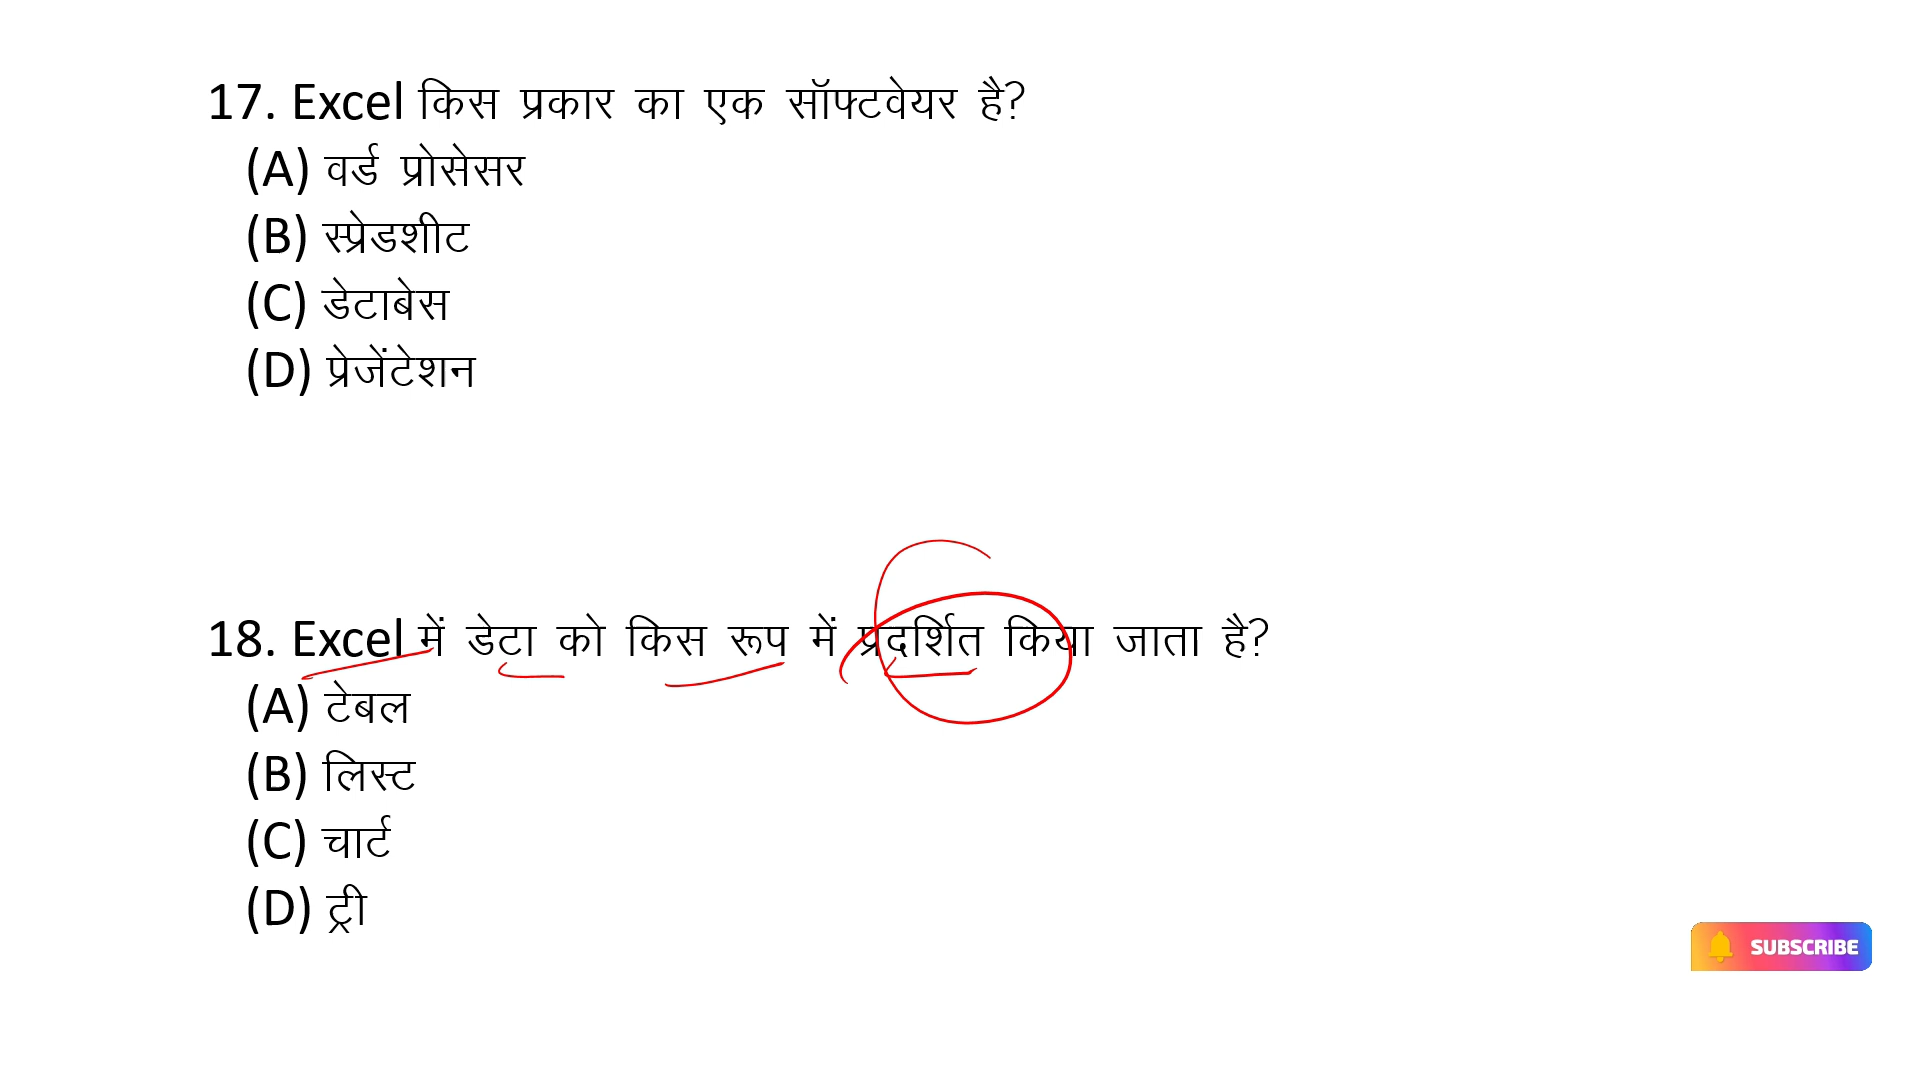 17. Excel किस प्रकार का एक सॉफ्टवेयर है?
(A) वर्ड प्रोसेसर
(B) स्प्रेडशीट
(C) डेटाबेस
(D) प्रेजेंटेशन
18. Excel में डेटा को किस रूप में प्रदर्शित किया जाता है?
(A) टेबल
(B) लिस्ट
(C) चार्ट
(D) ट्री
SUBSCRIBE